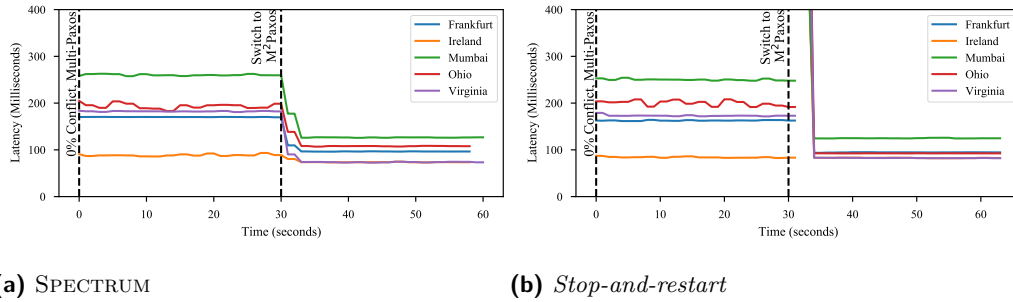 400
300
200
100
0
Latency (Milliseconds)
0% Conflict, Multi-Paxos
Switch to
M²Paxos
Frankfurt
Ireland
Mumbai
Ohio
Virginia
0 10 20 30 40 50 60
Time (seconds)
(a) SPECTRUM
400
300
200
100
0
Latency (Milliseconds)
0% Conflict, Multi-Paxos
Switch to
M²Paxos
Frankfurt
Ireland
Mumbai
Ohio
Virginia
0 10 20 30 40 50 60
Time (seconds)
(b) Stop-and-restart